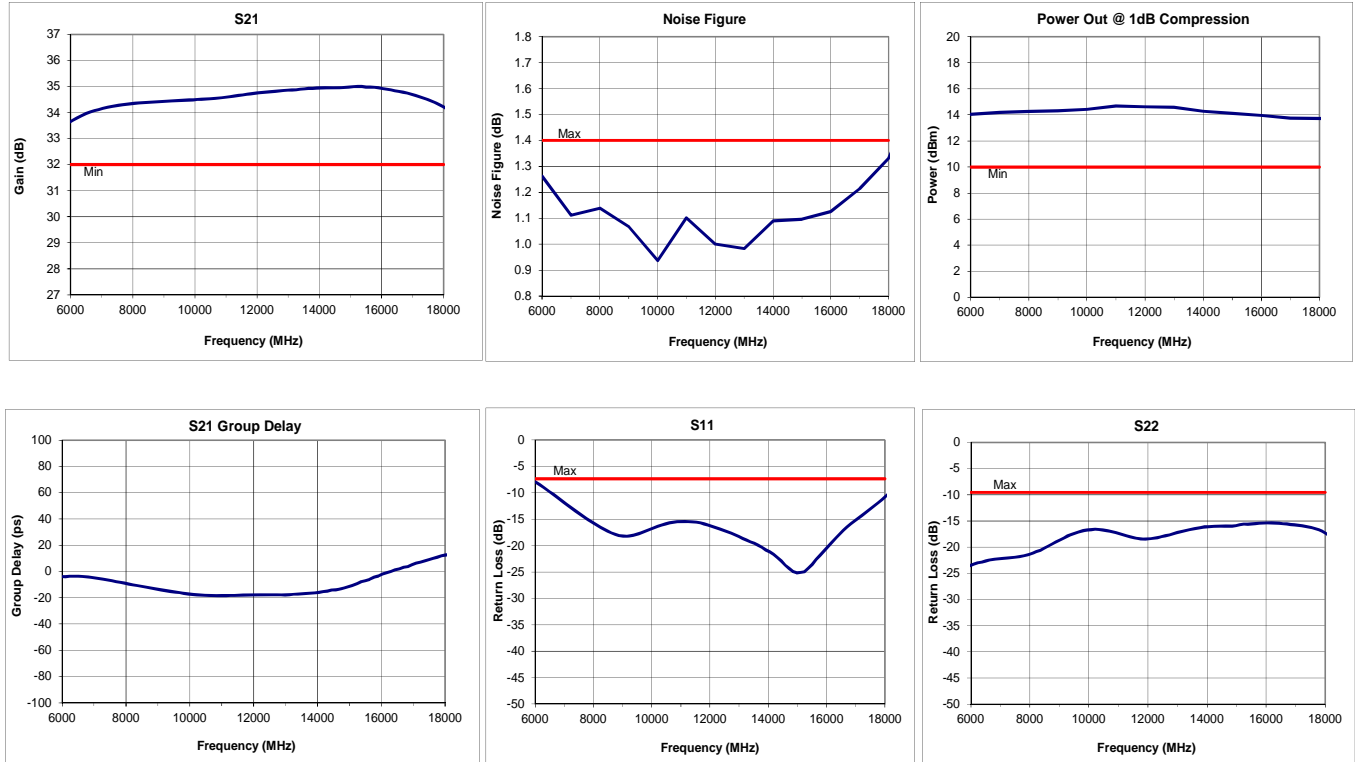 S21
Gain (dB)
37
36
35
34
33
32
31
30
29
28
27
Min
6000 8000 10000 12000 14000 16000 18000
Frequency (MHz)
Noise Figure
Noise Figure (dB)
1.8
1.7
1.6
1.5
1.4
1.3
1.2
1.1
1.0
0.9
0.8
Max
6000 8000 10000 12000 14000 16000 18000
Frequency (MHz)
Power Out @ 1dB Compression
Power (dBm)
20
18
16
14
12
10
8
6
4
2
0
Min
6000 8000 10000 12000 14000 16000 18000
Frequency (MHz)
S21 Group Delay
Group Delay (ps)
100
80
60
40
20
0
-20
-40
-60
-80
-100
6000 8000 10000 12000 14000 16000 18000
Frequency (MHz)
S11
Return Loss (dB)
0
-5
-10
-15
-20
-25
-30
-35
-40
-45
-50
Max
6000 8000 10000 12000 14000 16000 18000
Frequency (MHz)
S22
Return Loss (dB)
0
-5
-10
-15
-20
-25
-30
-35
-40
-45
-50
Max
6000 8000 10000 12000 14000 16000 18000
Frequency (MHz)